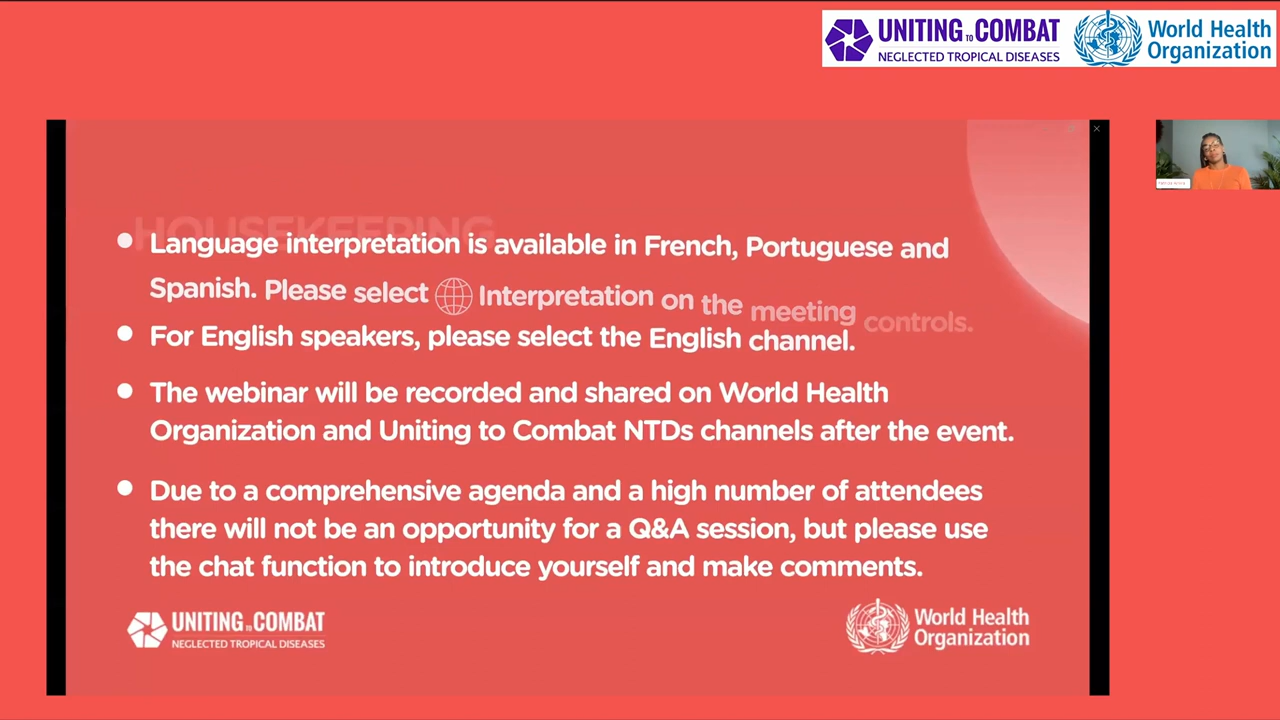 UNITING TO COMBAT
NEGLECTED TROPICAL DISEASES
World Health
Organization
HOUSEKEEPING
Language interpretation is available in French, Portuguese and
Spanish. Please select Interpretation on the meeting controls.
For English speakers, please select the English channel.
The webinar will be recorded and shared on World Health
Organization and Uniting to Combat NTDs channels after the event.
Due to a comprehensive agenda and a high number of attendees
there will not be an opportunity for a Q&A session, but please use
the chat function to introduce yourself and make comments.
UNITING TO COMBAT
NEGLECTED TROPICAL DISEASES
World Health
Organization